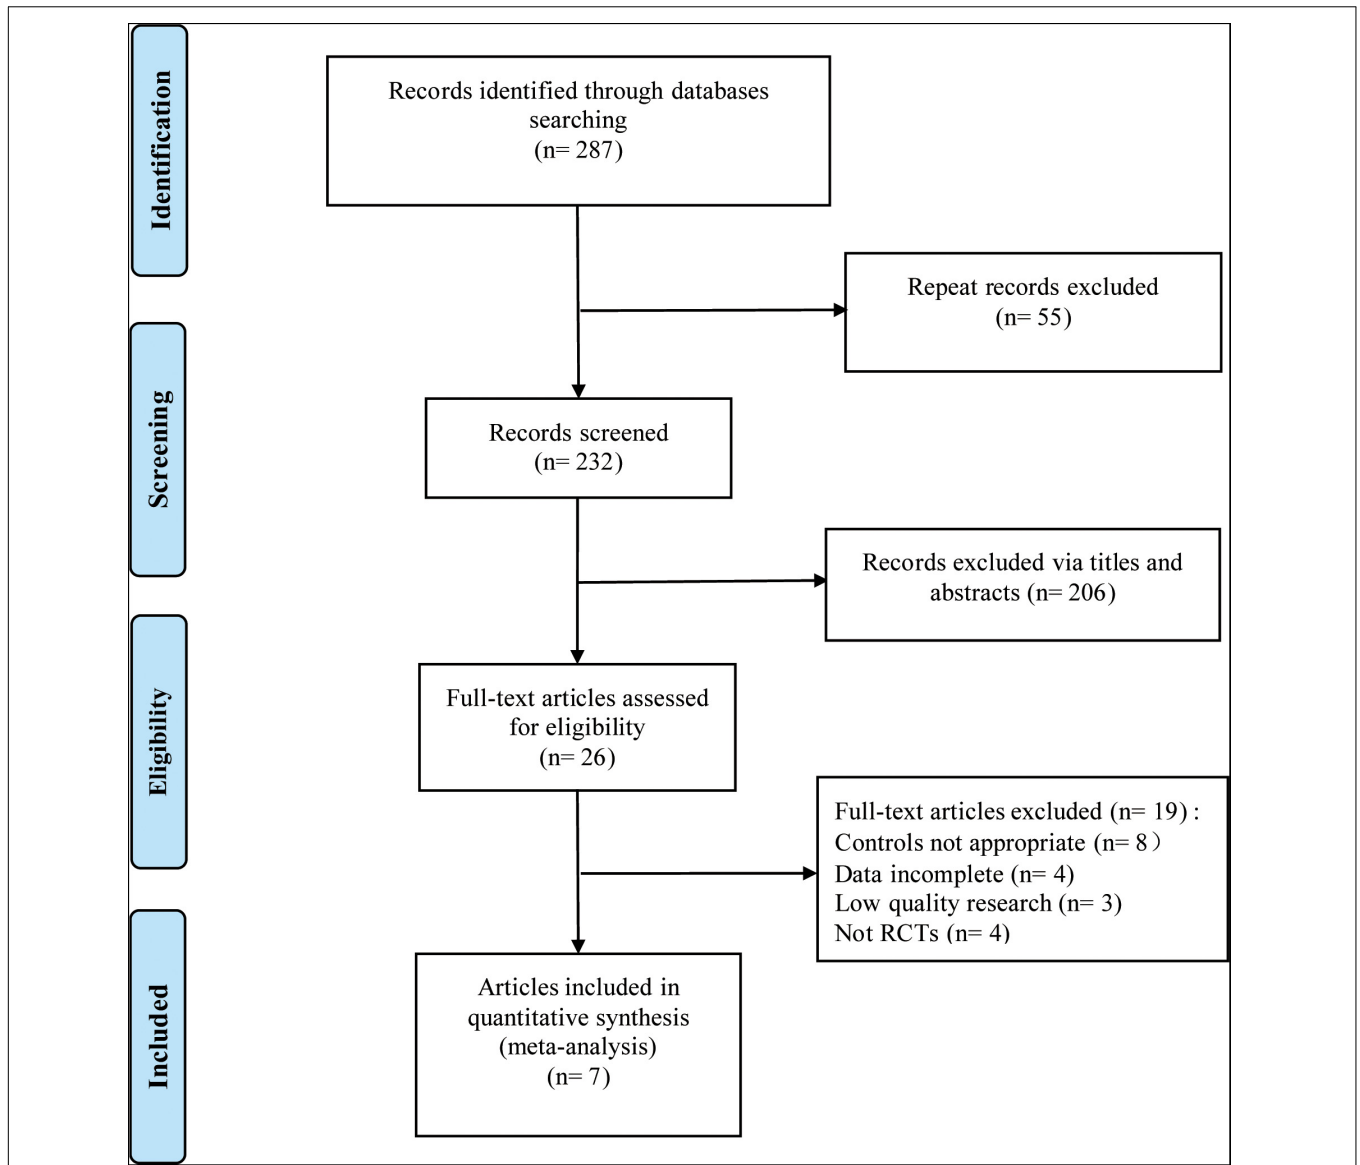 Identification
Records identified through databases
searching
(n= 287)
Repeat records excluded
(n= 55)
Screening
Records screened
(n= 232)
Records excluded via titles and
abstracts (n= 206)
Eligibility
Full-text articles assessed
for eligibility
(n= 26)
Full-text articles excluded (n= 19) :
Controls not appropriate (n= 8）
Data incomplete (n= 4)
Low quality research (n= 3)
Not RCTs (n= 4)
Included
Articles included in
quantitative synthesis
(meta-analysis)
(n= 7)